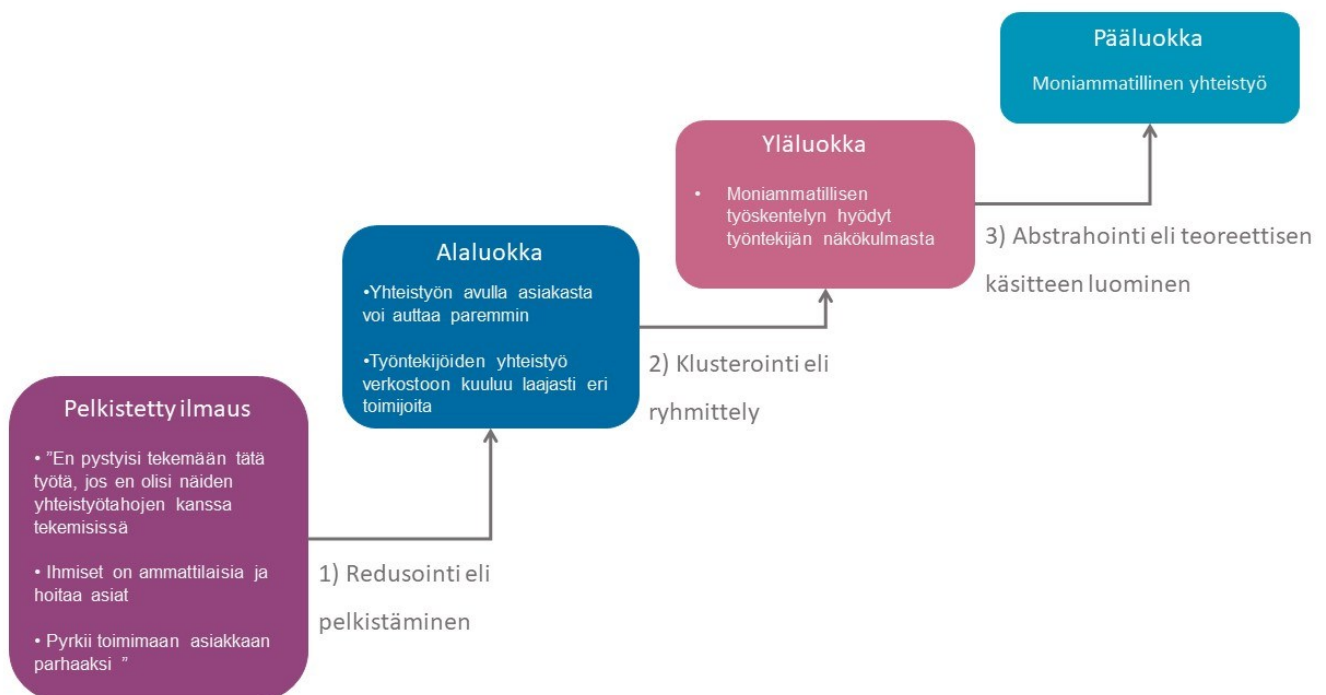 Pääluokka
Moniammatillinen yhteistyö
Yläluokka
• Moniammatillisen
työskentelyn hyödyt
työntekijän näkökulmasta
3) Abstrahointi eli teoreettisen
käsitteen luominen
Alaluokka
•Yhteistyön avulla asiakasta
voi auttaa paremmin
•Työntekijöiden yhteistyö
verkostoon kuuluu laajasti eri
toimijoita
2) Klusterointi eli
ryhmittely
Pelkistetty ilmaus
• ”En pystyisi tekemään tätä
työtä, jos en olisi näiden
yhteistyötahojen kanssa
tekemisissä
• Ihmiset on ammattilaisia ja
hoitaa asiat
• Pyrkii toimimaan asiakkaan
parhaaksi ”
1) Redusointi eli
pelkistäminen